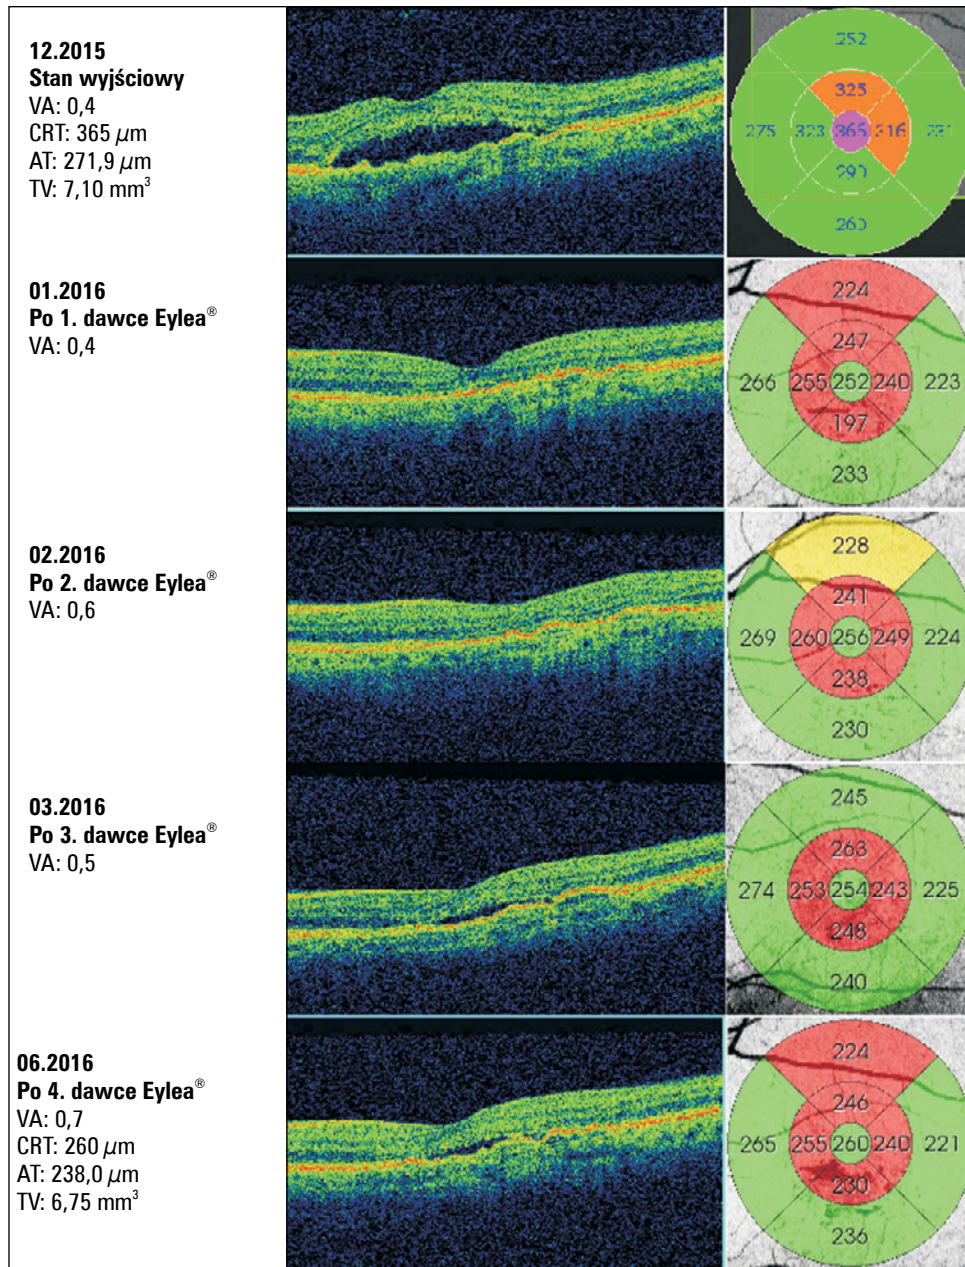 12.2015
Stan wyjściowy
VA: 0,4
CRT: 365 µm
AT: 271,9 µm
TV: 7,10 mm³
252
325
275 323 366 316 231
290
260
01.2016
Po 1. dawce Eylea®
VA: 0,4
224
247
266 255 252 240 223
197
233
02.2016
Po 2. dawce Eylea®
VA: 0,6
228
241
269 260 256 249 224
238
230
03.2016
Po 3. dawce Eylea®
VA: 0,5
245
263
274 253 254 243 225
248
240
06.2016
Po 4. dawce Eylea®
VA: 0,7
CRT: 260 µm
AT: 238,0 µm
TV: 6,75 mm³
224
246
265 255 260 240 221
230
236